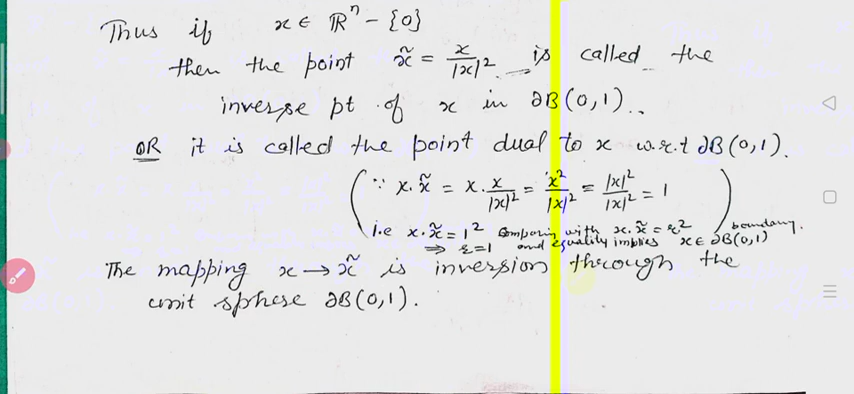 Thus if x ∈ ℝⁿ - {0}
then the point x̃ = x/|x|² is called the
inverse pt of x in ∂B(0,1).
OR it is called the point dual to x w.r.t ∂B(0,1).
(∵ x.x̃ = x.x/|x|² = x²/|x|² = |x|²/|x|² = 1
i.e x.x̃ = 1² comparing with x.x̃ = r² boundary.
⇒ r=1 and equality implies x ∈ ∂B(0,1))
The mapping x → x̃ is inversion through the
unit sphere ∂B(0,1).